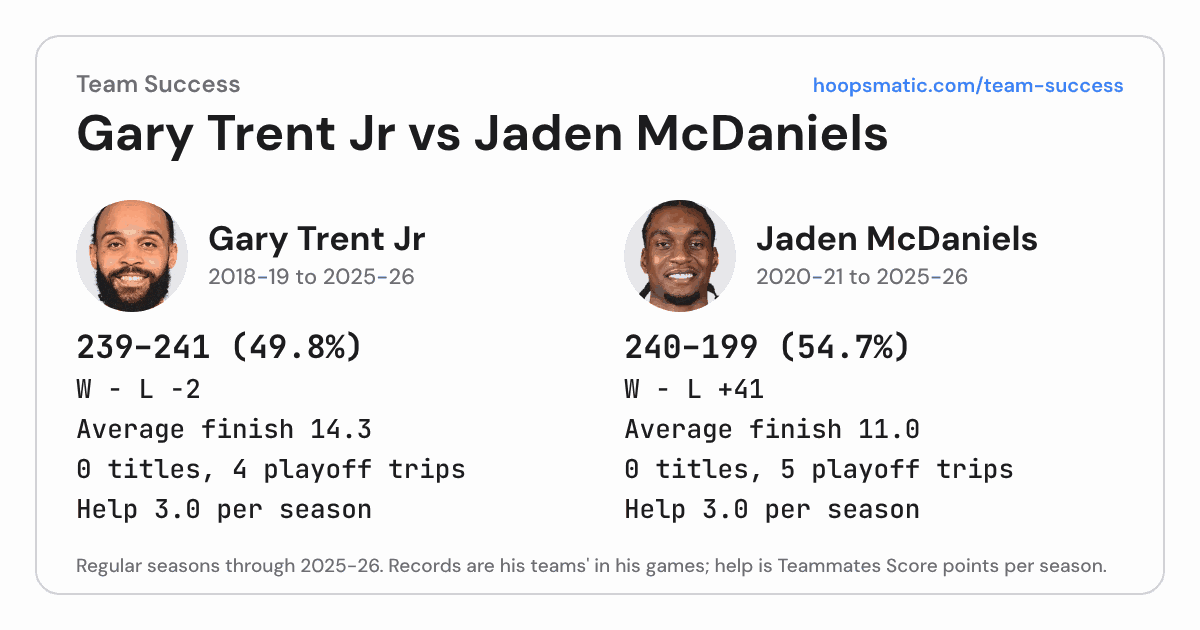 Team Success
hoopsmatic.com/team-success
Gary Trent Jr vs Jaden McDaniels
Gary Trent Jr
2018-19 to 2025-26
239-241 (49.8%)
W - L -2
Average finish 14.3
0 titles, 4 playoff trips
Help 3.0 per season
Jaden McDaniels
2020-21 to 2025-26
240-199 (54.7%)
W - L +41
Average finish 11.0
0 titles, 5 playoff trips
Help 3.0 per season
Regular seasons through 2025-26. Records are his teams' in his games; help is Teammates Score points per season.